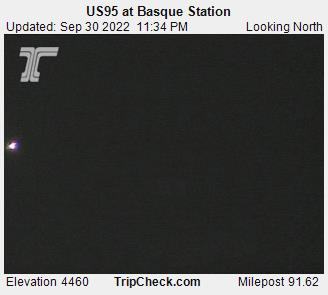 US95 at Basque Station
Updated: Sep 30 2022 11:34 PM Looking North
Elevation 4460 TripCheck.com Milepost 91.62